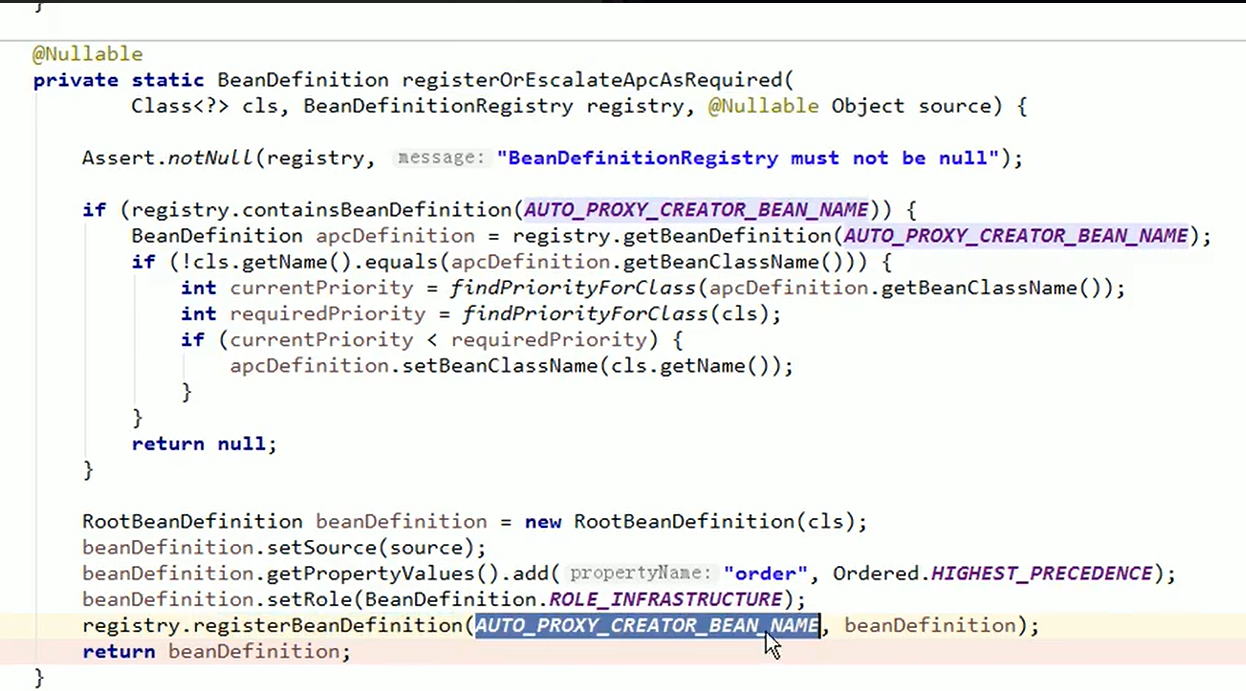 }
@Nullable
private static BeanDefinition registerOrEscalateApcAsRequired(
Class<?> cls, BeanDefinitionRegistry registry, @Nullable Object source) {
Assert.notNull(registry, message: "BeanDefinitionRegistry must not be null");
if (registry.containsBeanDefinition(AUTO_PROXY_CREATOR_BEAN_NAME)) {
BeanDefinition apcDefinition = registry.getBeanDefinition(AUTO_PROXY_CREATOR_BEAN_NAME);
if (!cls.getName().equals(apcDefinition.getBeanClassName())) {
int currentPriority = findPriorityForClass(apcDefinition.getBeanClassName());
int requiredPriority = findPriorityForClass(cls);
if (currentPriority < requiredPriority) {
apcDefinition.setBeanClassName(cls.getName());
}
}
return null;
}
RootBeanDefinition beanDefinition = new RootBeanDefinition(cls);
beanDefinition.setSource(source);
beanDefinition.getPropertyValues().add( propertyName: "order", Ordered.HIGHEST_PRECEDENCE);
beanDefinition.setRole(BeanDefinition.ROLE_INFRASTRUCTURE);
registry.registerBeanDefinition(AUTO_PROXY_CREATOR_BEAN_NAME, beanDefinition);
return beanDefinition;
}